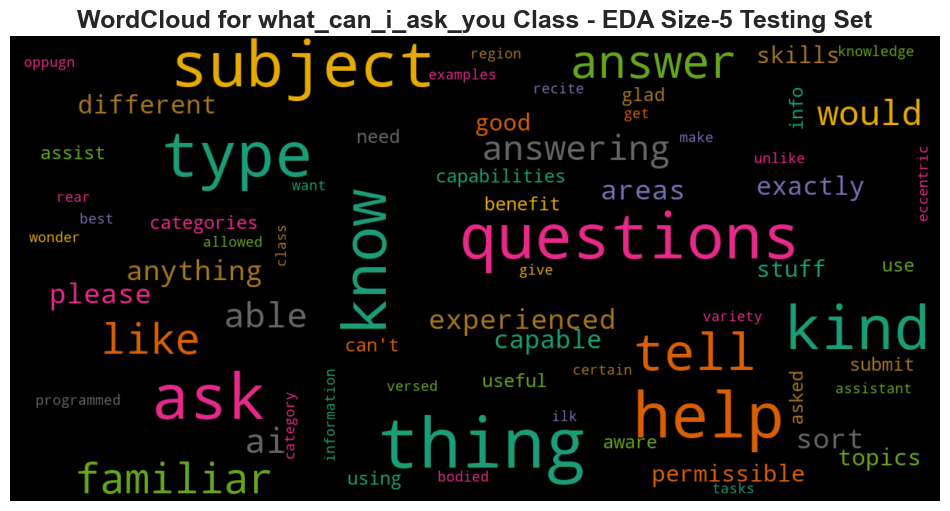 WordCloud for what_can_i_ask_you Class - EDA Size-5 Testing Set
oppugn
subject
region
examples
answer
skills
knowledge
different
recite
glad
get
info
would
assist
type
need
good
answering
make
unlike
want
capabilities
areas
exactly
eccentric
rear
best
categories
know
benefit
questions
wonder
allowed
class
anything
give
stuff
use
please
able
experienced
variety
kind
like
can't
capable
tell
submit
programmed
ask
category
information
versed
useful
certain
help
asked
assistant
ai
thing
ilk
aware
sort
topics
familiar
using
bodied
permissible
tasks